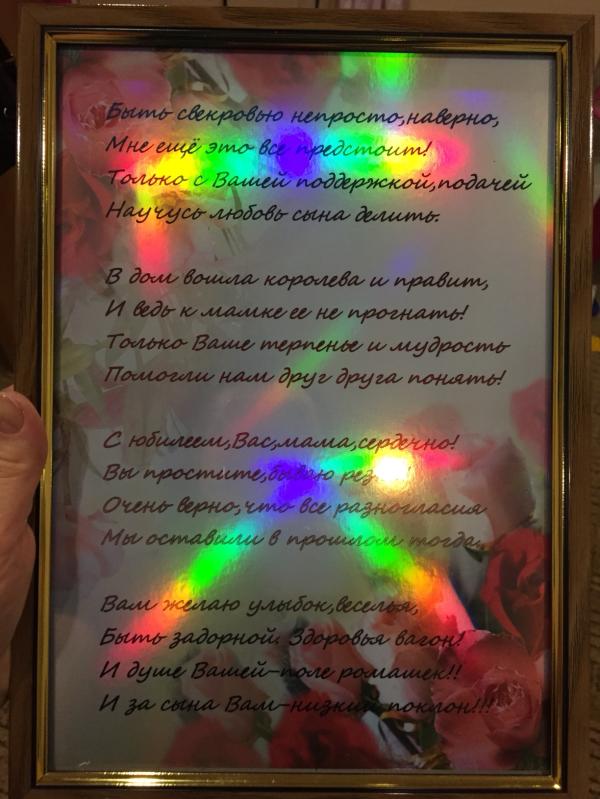 Быть свекровью непросто,наверно,
Мне ещё это все предстоит!
Только с Вашей поддержкой,подачей
Научусь любовь сына делить.
В дом вошла королева и правит,
И ведь к мамке ее не прогнать!
Только Ваше терпенье и мудрость
Помогли нам друг друга понять!
С юбилеем,Вас,мама,сердечно!
Вы простите,бываю
Очень верно,что все разногласия
Мы оставили в прошлом тогда.
Вам желаю улыбок,веселья,
Быть задорной. Здоровья вагон!
И душе Вашей-поле ромашек!!
И за сына Вам-низкий поклон!!!